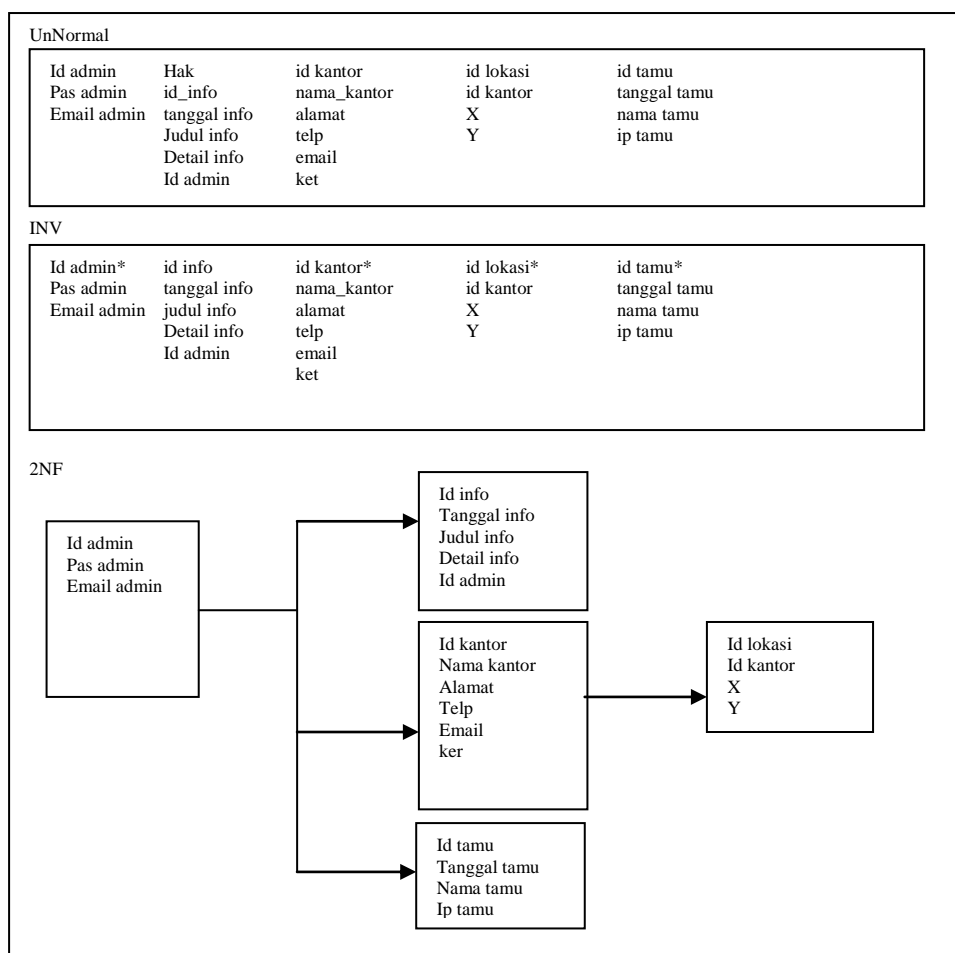 UnNormal
Id admin Hak id kantor id lokasi id tamu
Pas admin id_info nama_kantor id kantor tanggal tamu
Email admin tanggal info alamat X nama tamu
Judul info telp Y ip tamu
Detail info email
Id admin ket
INV
Id admin* id info id kantor* id lokasi* id tamu*
Pas admin tanggal info nama_kantor id kantor tanggal tamu
Email admin judul info alamat X nama tamu
Detail info telp Y ip tamu
Id admin email
ket
2NF
Id admin
Pas admin
Email admin
Id info
Tanggal info
Judul info
Detail info
Id admin
Id kantor
Nama kantor
Alamat
Telp
Email
ker
Id lokasi
Id kantor
X
Y
Id tamu
Tanggal tamu
Nama tamu
Ip tamu